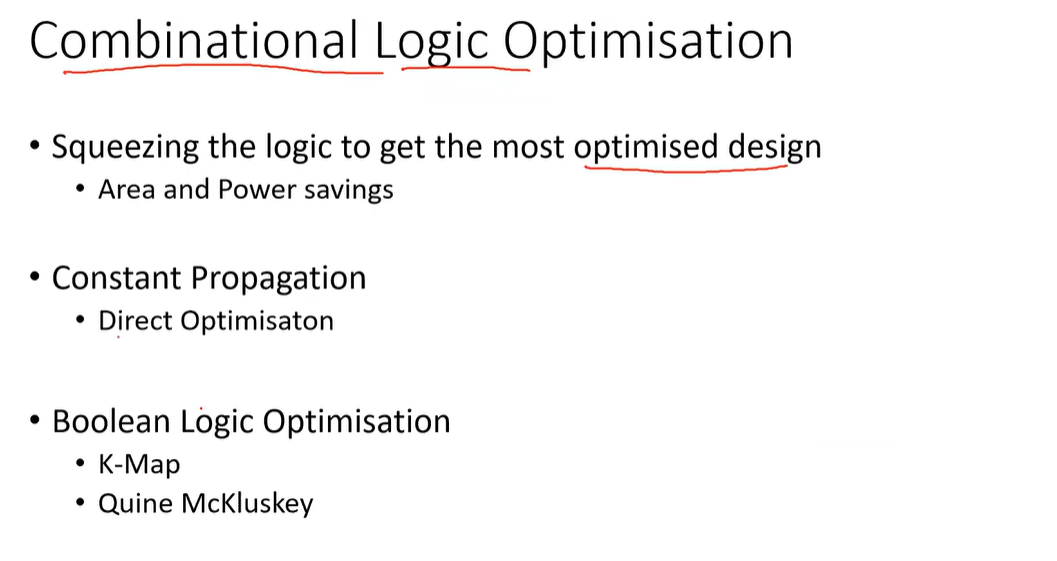 Combinational Logic Optimisation
• Squeezing the logic to get the most optimised design
• Area and Power savings
• Constant Propagation
• Direct Optimisaton
• Boolean Logic Optimisation
• K-Map
• Quine McKluskey